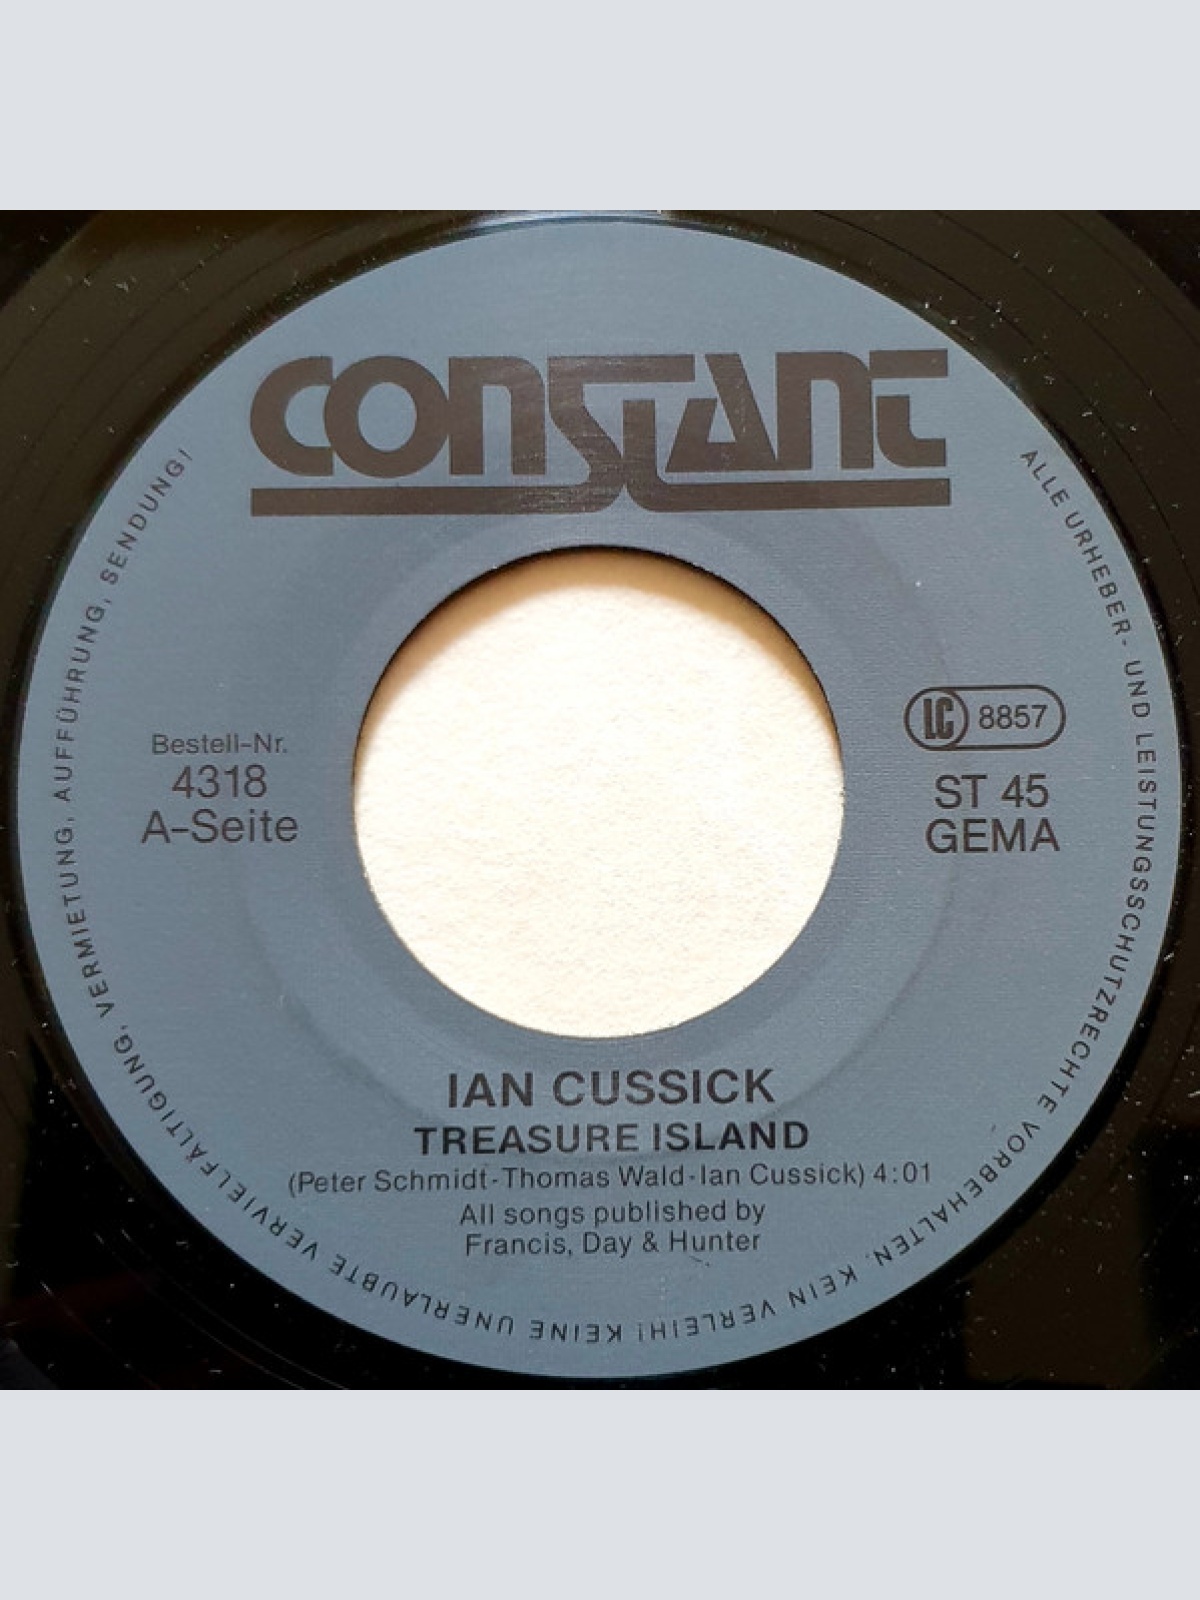 CONSTANT
Bestell-Nr.
4318
A-Seite
LC 8857
ST 45
GEMA
IAN CUSSICK
TREASURE ISLAND
(Peter Schmidt-Thomas Wald-Ian Cussick) 4:01
All songs published by
Francis, Day & Hunter
ALLE URHEBER- UND LEISTUNGSSCHUTZRECHTE VORBEHALTEN. KEIN VERLEIH! KEINE UNERLAUBTE VERVIELFÄLTIGUNG, VERMIETUNG, AUFFÜHRUNG, SENDUNG!